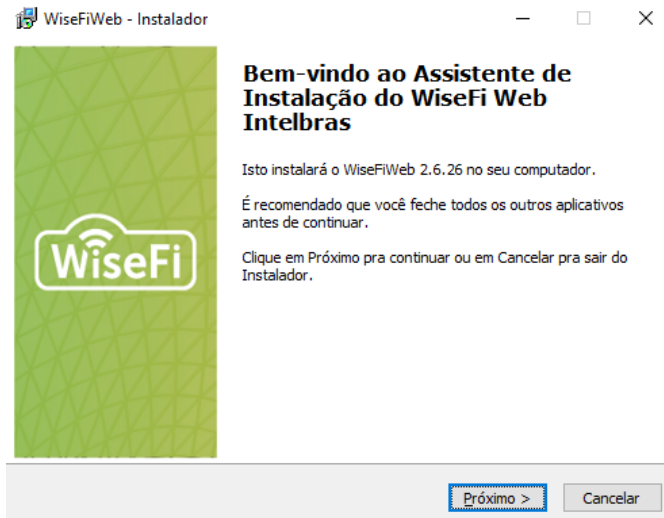 WiseFiWeb - Instalador
Bem-vindo ao Assistente de
Instalação do WiseFi Web
Intelbras
Isto instalará o WiseFiWeb 2.6.26 no seu computador.
É recomendado que você feche todos os outros aplicativos
antes de continuar.
Clique em Próximo pra continuar ou em Cancelar pra sair do
Instalador.
WiseFi
Próximo >
Cancelar